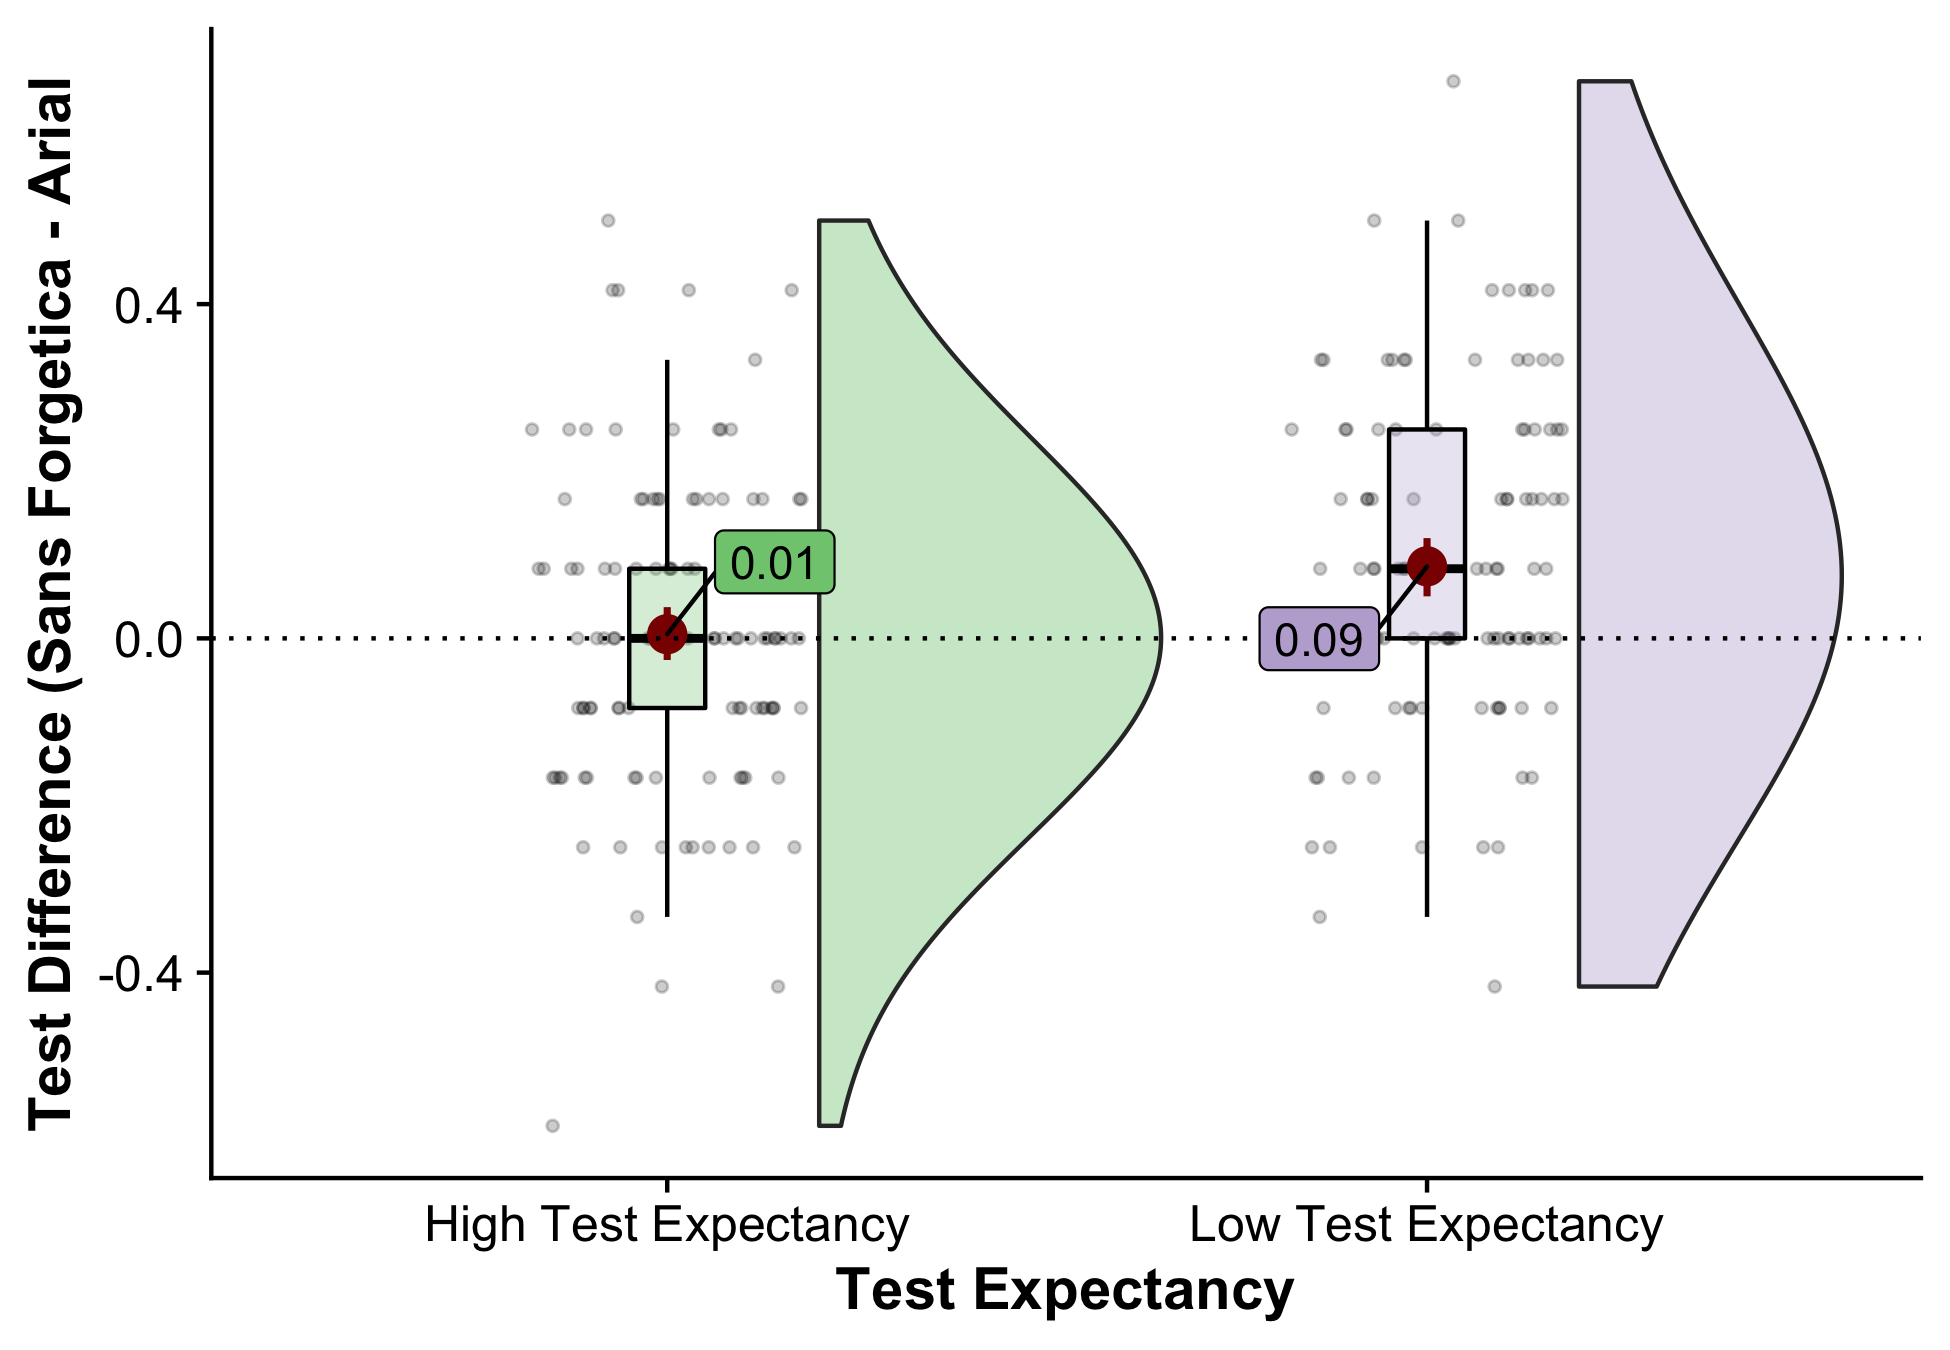 Test Difference (Sans Forgetica - Arial
0.4
0.0
-0.4
0.01
0.09
High Test Expectancy
Low Test Expectancy
Test Expectancy